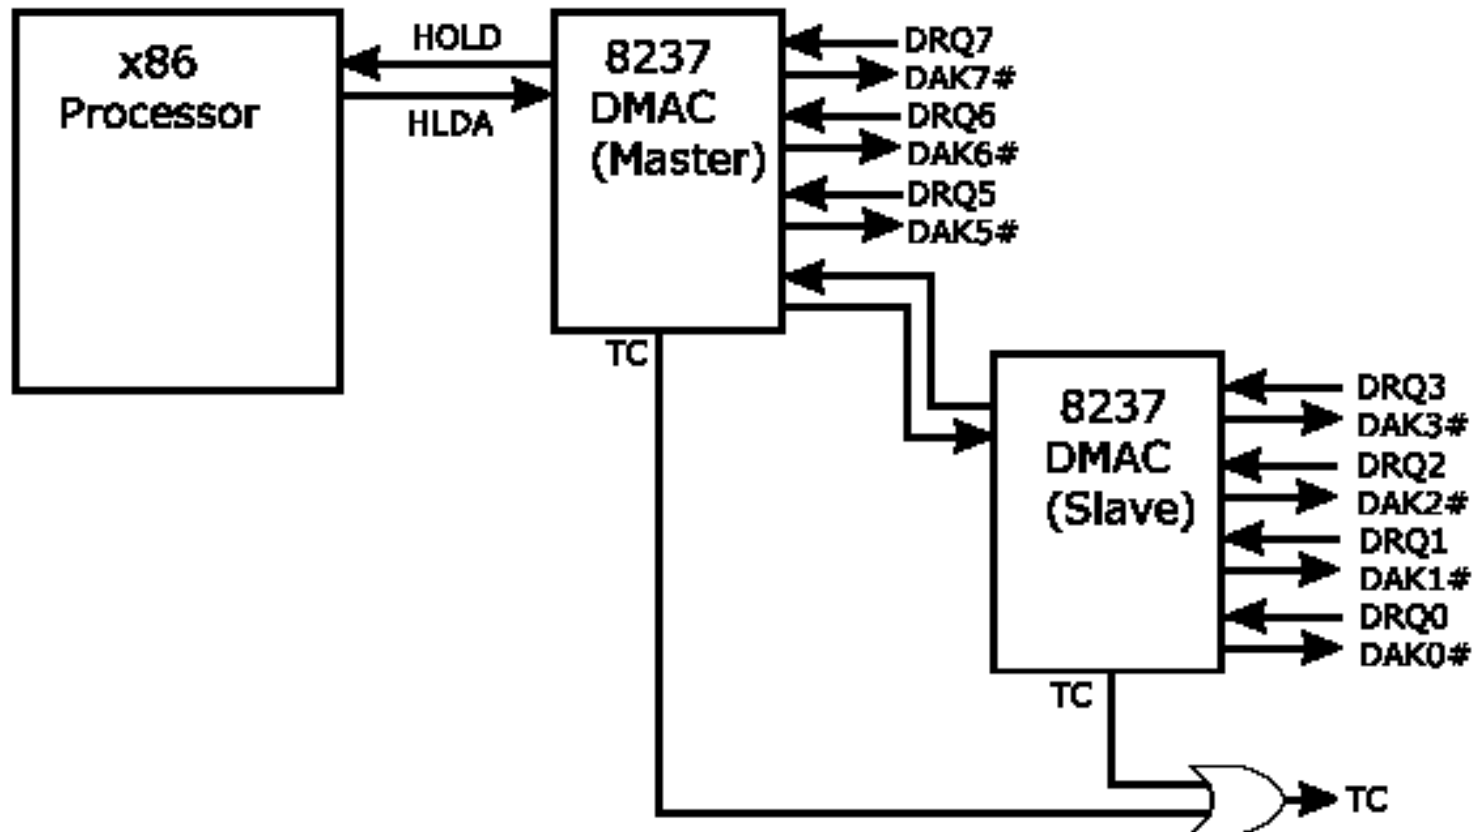 x86
Processor
HOLD
HLDA
8237
DMAC
(Master)
DRQ7
DAK7#
DRQ6
DAK6#
DRQ5
DAK5#
TC
8237
DMAC
(Slave)
DRQ3
DAK3#
DRQ2
DAK2#
DRQ1
DAK1#
DRQ0
DAK0#
TC
TC